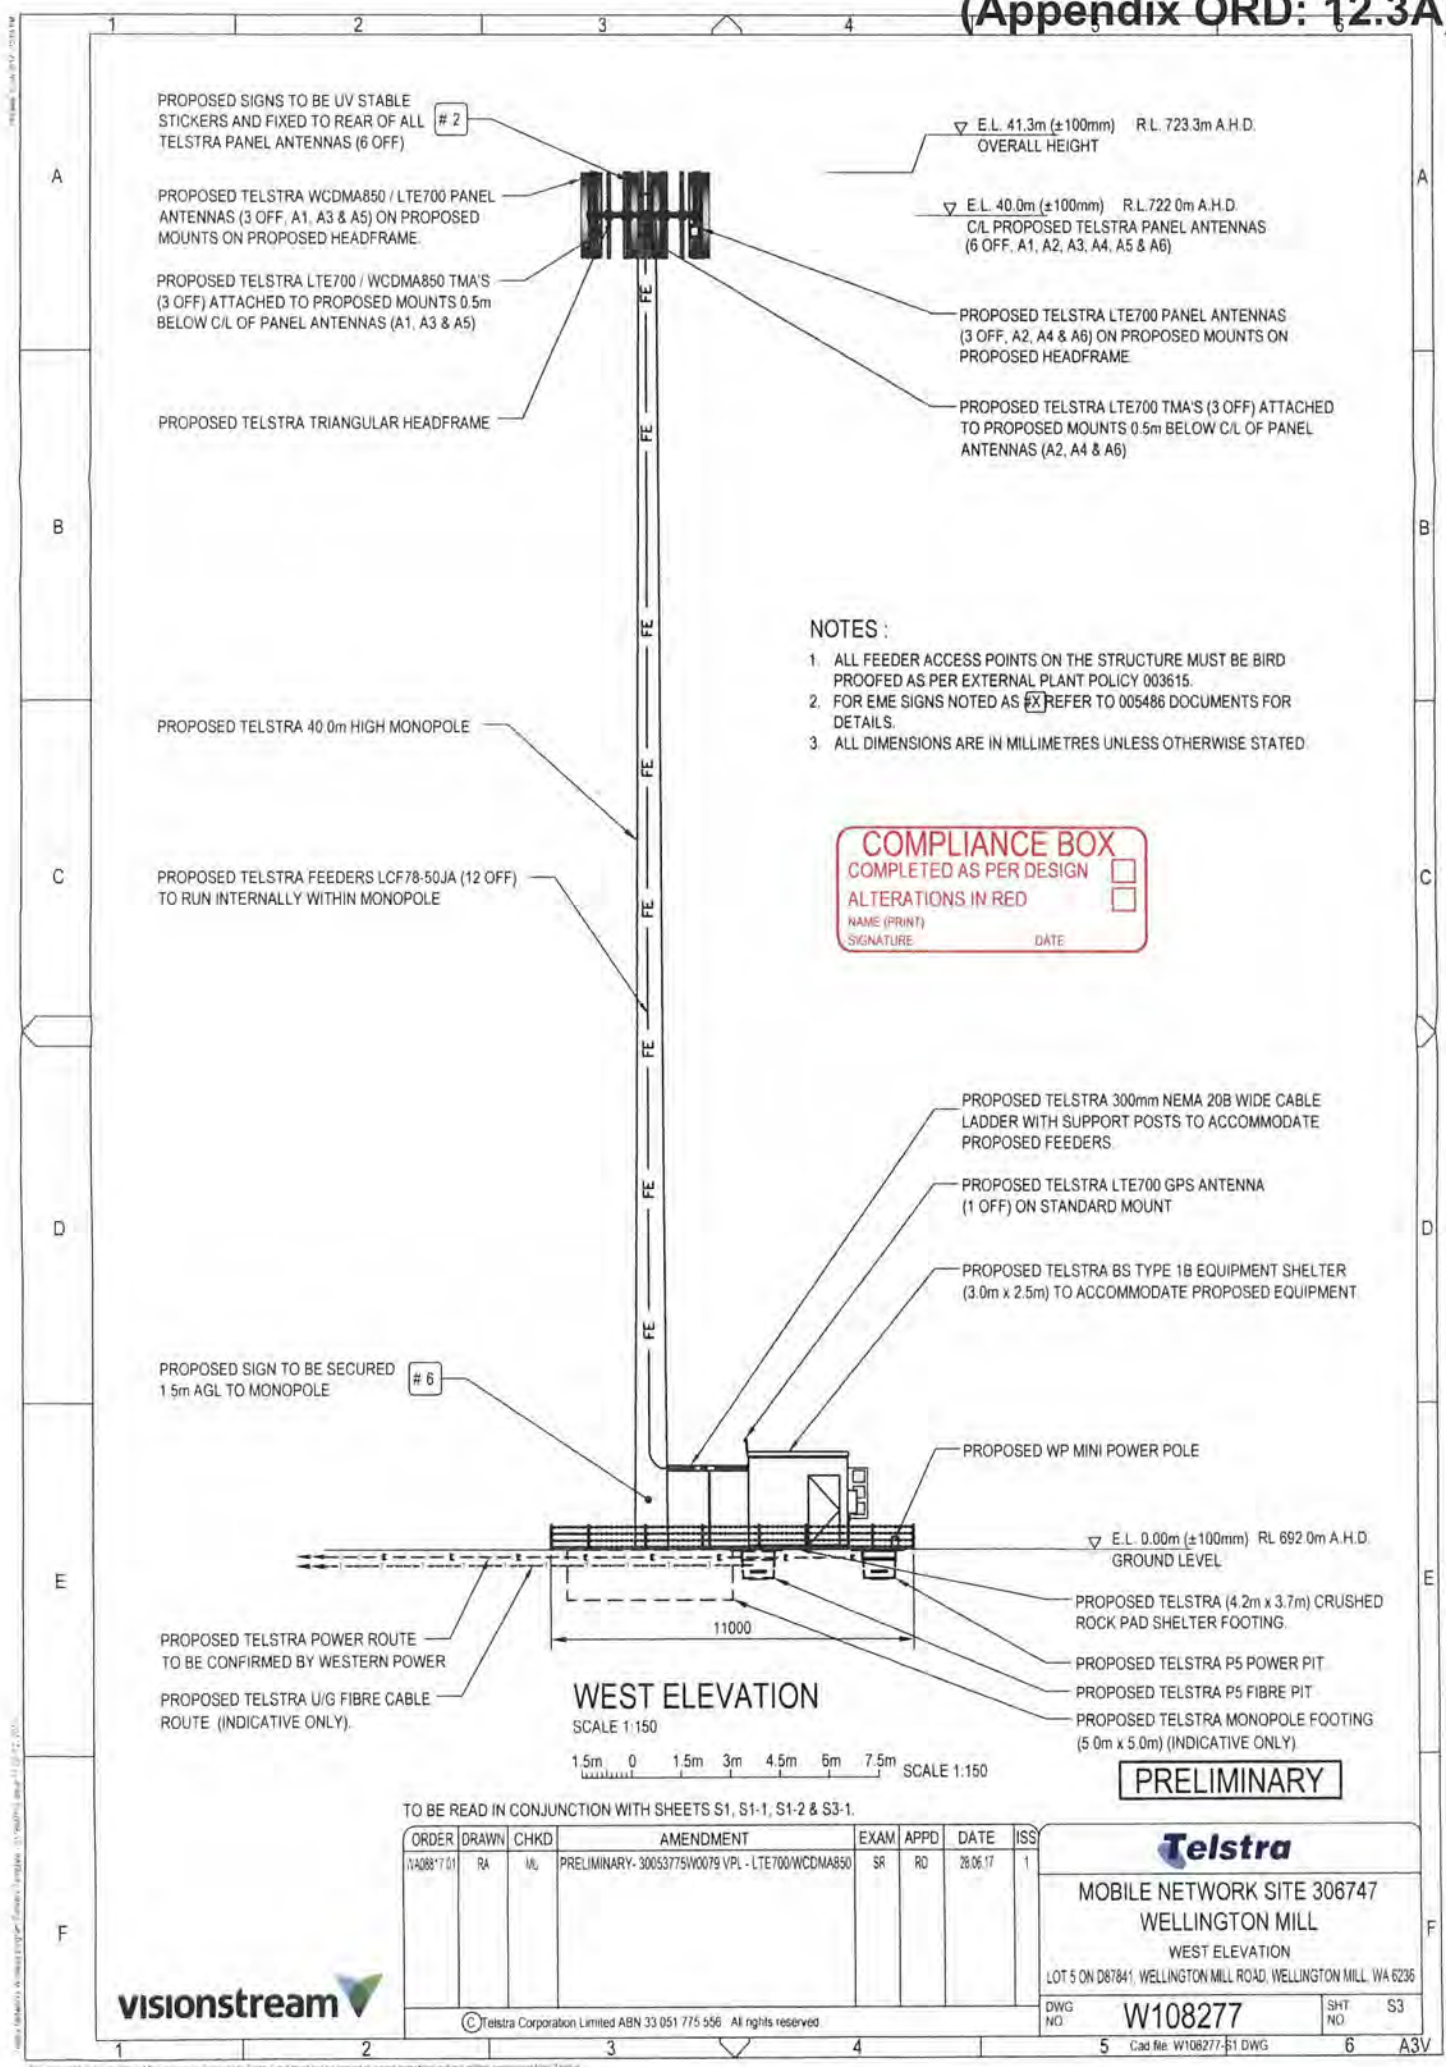 (Appendix ORD: 12.3A)
1 2 3 4 5 6
PROPOSED SIGNS TO BE UV STABLE
STICKERS AND FIXED TO REAR OF ALL
TELSTRA PANEL ANTENNAS (6 OFF)
# 2
PROPOSED TELSTRA WCDMA850 / LTE700 PANEL
ANTENNAS (3 OFF, A1, A3 & A5) ON PROPOSED
MOUNTS ON PROPOSED HEADFRAME.
PROPOSED TELSTRA LTE700 / WCDMA850 TMA'S
(3 OFF) ATTACHED TO PROPOSED MOUNTS 0.5m
BELOW C/L OF PANEL ANTENNAS (A1, A3 & A5)
PROPOSED TELSTRA TRIANGULAR HEADFRAME
E.L. 41.3m (±100mm) R.L. 723.3m A.H.D.
OVERALL HEIGHT
E.L. 40.0m (±100mm) R.L.722 0m A.H.D.
C/L PROPOSED TELSTRA PANEL ANTENNAS
(6 OFF, A1, A2, A3, A4, A5 & A6)
PROPOSED TELSTRA LTE700 PANEL ANTENNAS
(3 OFF, A2, A4 & A6) ON PROPOSED MOUNTS ON
PROPOSED HEADFRAME.
PROPOSED TELSTRA LTE700 TMA'S (3 OFF) ATTACHED
TO PROPOSED MOUNTS 0.5m BELOW C/L OF PANEL
ANTENNAS (A2, A4 & A6)
A
A
B
B
C
C
D
D
E
E
F
F
FE
FE
FE
FE
FE
FE
FE
FE
NOTES :
1. ALL FEEDER ACCESS POINTS ON THE STRUCTURE MUST BE BIRD
PROOFED AS PER EXTERNAL PLANT POLICY 003615.
2. FOR EME SIGNS NOTED AS #X REFER TO 005486 DOCUMENTS FOR
DETAILS.
3. ALL DIMENSIONS ARE IN MILLIMETRES UNLESS OTHERWISE STATED
PROPOSED TELSTRA 40.0m HIGH MONOPOLE
PROPOSED TELSTRA FEEDERS LCF78-50JA (12 OFF)
TO RUN INTERNALLY WITHIN MONOPOLE
COMPLIANCE BOX
COMPLETED AS PER DESIGN
ALTERATIONS IN RED
NAME (PRINT)
SIGNATURE DATE
PROPOSED TELSTRA 300mm NEMA 20B WIDE CABLE
LADDER WITH SUPPORT POSTS TO ACCOMMODATE
PROPOSED FEEDERS.
PROPOSED TELSTRA LTE700 GPS ANTENNA
(1 OFF) ON STANDARD MOUNT
PROPOSED TELSTRA BS TYPE 1B EQUIPMENT SHELTER
(3.0m x 2.5m) TO ACCOMMODATE PROPOSED EQUIPMENT
PROPOSED SIGN TO BE SECURED
1.5m AGL TO MONOPOLE
# 6
PROPOSED WP MINI POWER POLE
E.L. 0.00m (±100mm) RL 692.0m A.H.D.
GROUND LEVEL
E E E E E E E E
PROPOSED TELSTRA (4.2m x 3.7m) CRUSHED
ROCK PAD SHELTER FOOTING.
PROPOSED TELSTRA P5 POWER PIT
PROPOSED TELSTRA P5 FIBRE PIT
PROPOSED TELSTRA MONOPOLE FOOTING
(5.0m x 5.0m) (INDICATIVE ONLY)
11000
PROPOSED TELSTRA POWER ROUTE
TO BE CONFIRMED BY WESTERN POWER
PROPOSED TELSTRA U/G FIBRE CABLE
ROUTE (INDICATIVE ONLY).
WEST ELEVATION
SCALE 1:150
1.5m 0 1.5m 3m 4.5m 6m 7.5m SCALE 1:150
PRELIMINARY
TO BE READ IN CONJUNCTION WITH SHEETS S1, S1-1, S1-2 & S3-1.
ORDER DRAWN CHKD AMENDMENT EXAM APPD DATE ISS
RA ML PRELIMINARY- 30053775W0079 VPL - LTE700/WCDMA850 SR RD 28.06.17 1
Telstra
MOBILE NETWORK SITE 306747
WELLINGTON MILL
WEST ELEVATION
LOT 5 ON D87841, WELLINGTON MILL ROAD, WELLINGTON MILL, WA 6236
visionstream
C Telstra Corporation Limited ABN 33 051 775 556 All rights reserved.
DWG NO. W108277 SHT NO. S3
Cad file: W108277-S1.DWG A3V
1 2 3 4 5 6